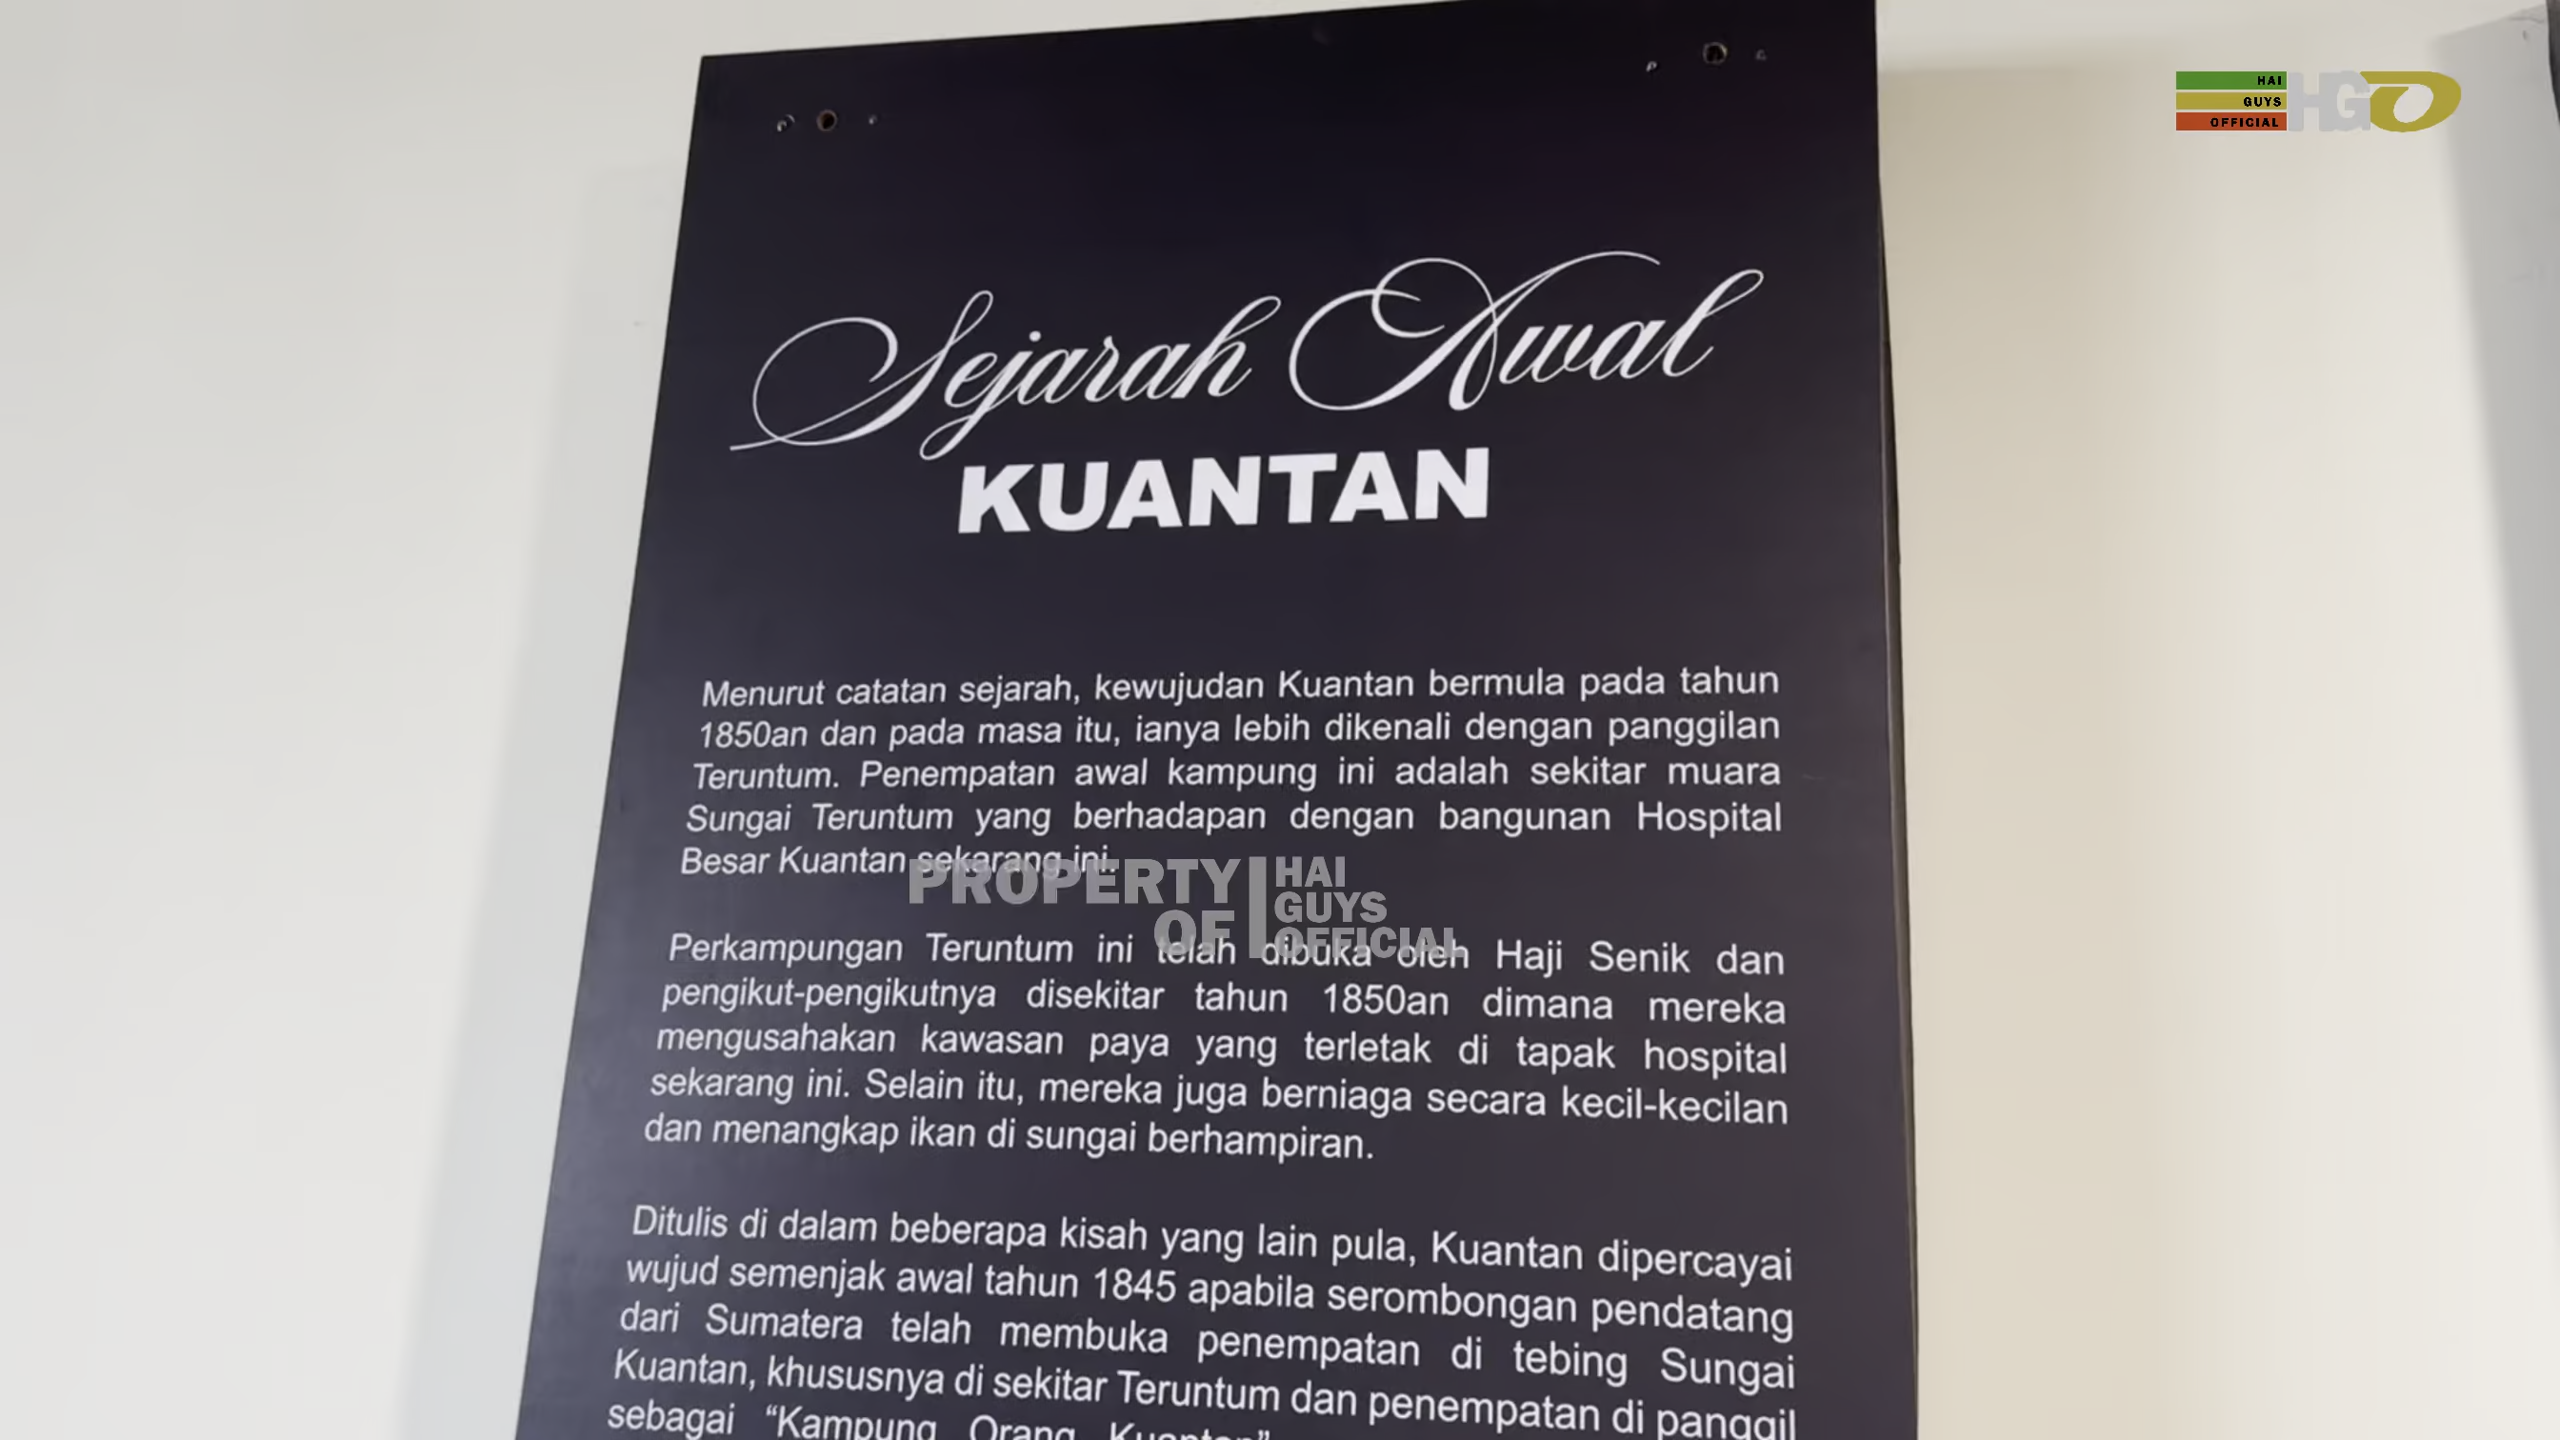 HAI
GUYS
OFFICIAL
HGO
Sejarah Awal
KUANTAN
Menurut catatan sejarah, kewujudan Kuantan bermula pada tahun
1850an dan pada masa itu, ianya lebih dikenali dengan panggilan
Teruntum. Penempatan awal kampung ini adalah sekitar muara
Sungai Teruntum yang berhadapan dengan bangunan Hospital
Besar Kuantan sekarang ini.
PROPERTY OF | HAI GUYS OFFICIAL
Perkampungan Teruntum ini telah dibuka oleh Haji Senik dan
pengikut-pengikutnya disekitar tahun 1850an dimana mereka
mengusahakan kawasan paya yang terletak di tapak hospital
sekarang ini. Selain itu, mereka juga berniaga secara kecil-kecilan
dan menangkap ikan di sungai berhampiran.
Ditulis di dalam beberapa kisah yang lain pula, Kuantan dipercayai
wujud semenjak awal tahun 1845 apabila serombongan pendatang
dari Sumatera telah membuka penempatan di tebing Sungai
Kuantan, khususnya di sekitar Teruntum dan penempatan di panggil
sebagai "Kampung Orang Kuantan"